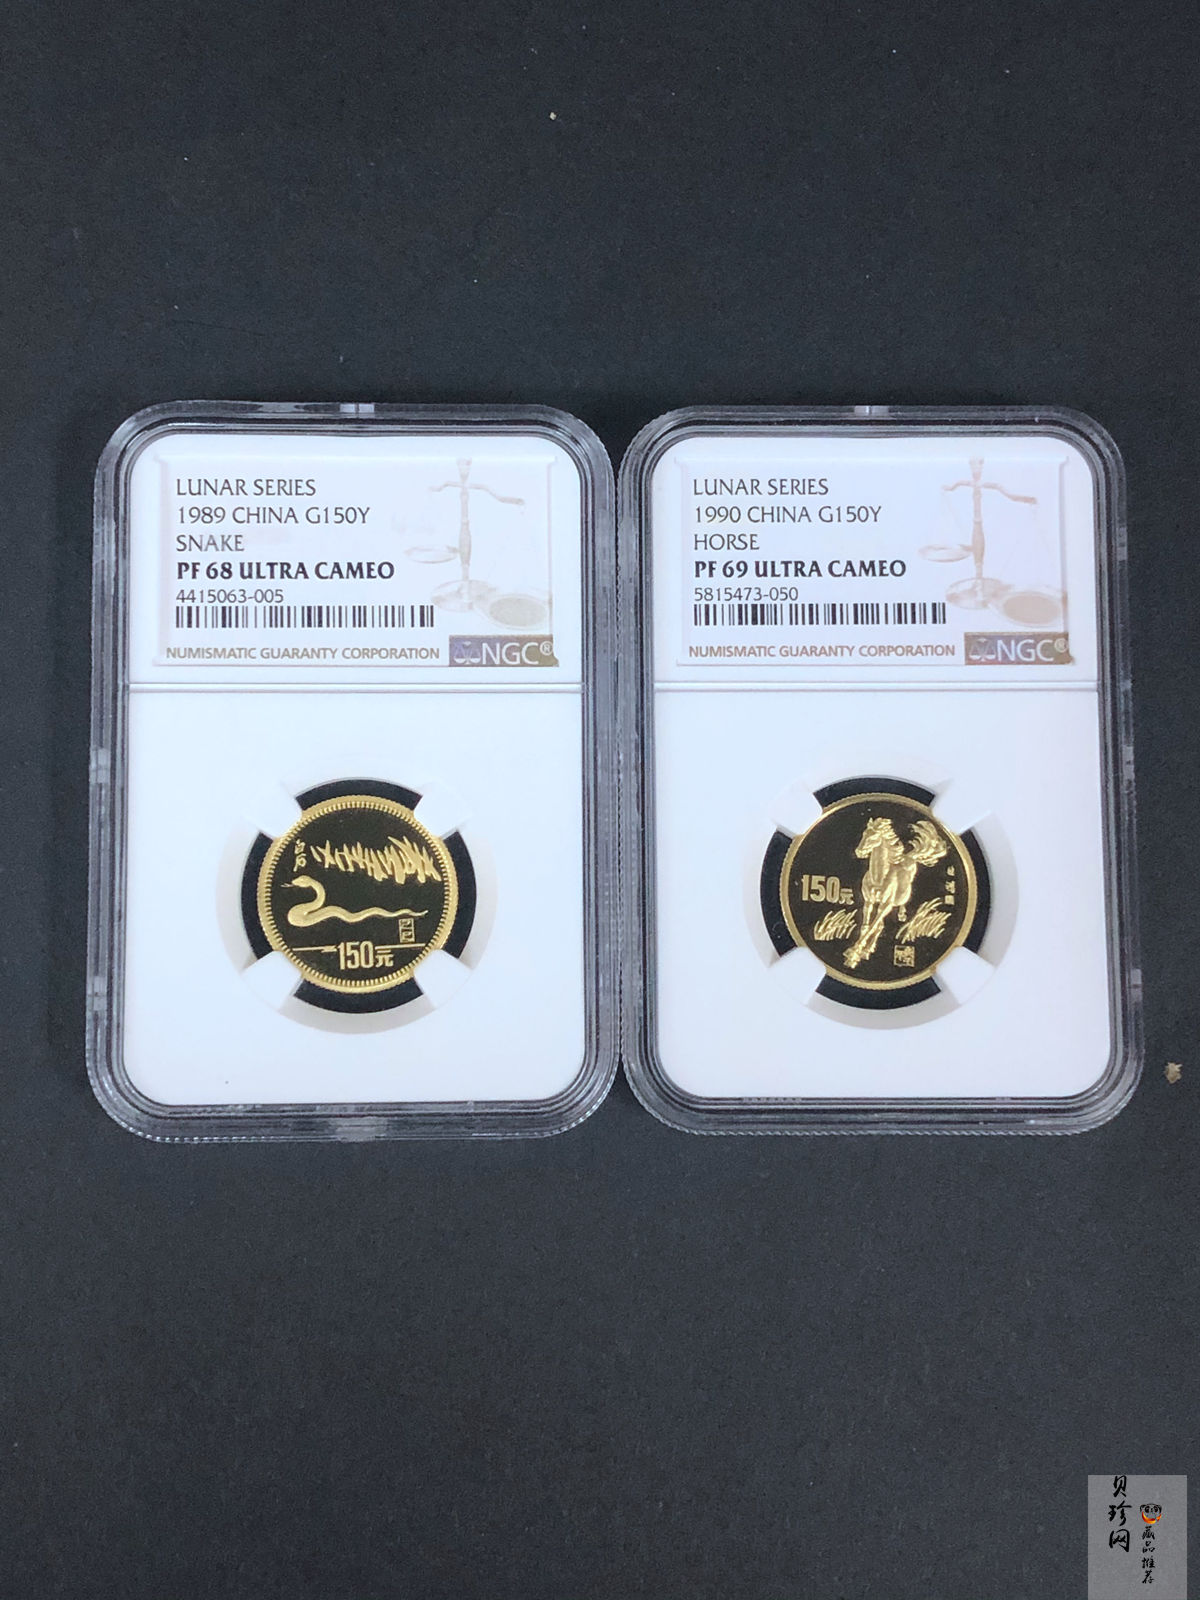 LUNAR SERIES
1989 CHINA G150Y
SNAKE
PF 68 ULTRA CAMEO
4415063-005
NUMISMATIC GUARANTY CORPORATION NGC®
150元
LUNAR SERIES
1990 CHINA G150Y
HORSE
PF 69 ULTRA CAMEO
5815473-050
NUMISMATIC GUARANTY CORPORATION NGC®
150元
贝珍网
藏品推荐